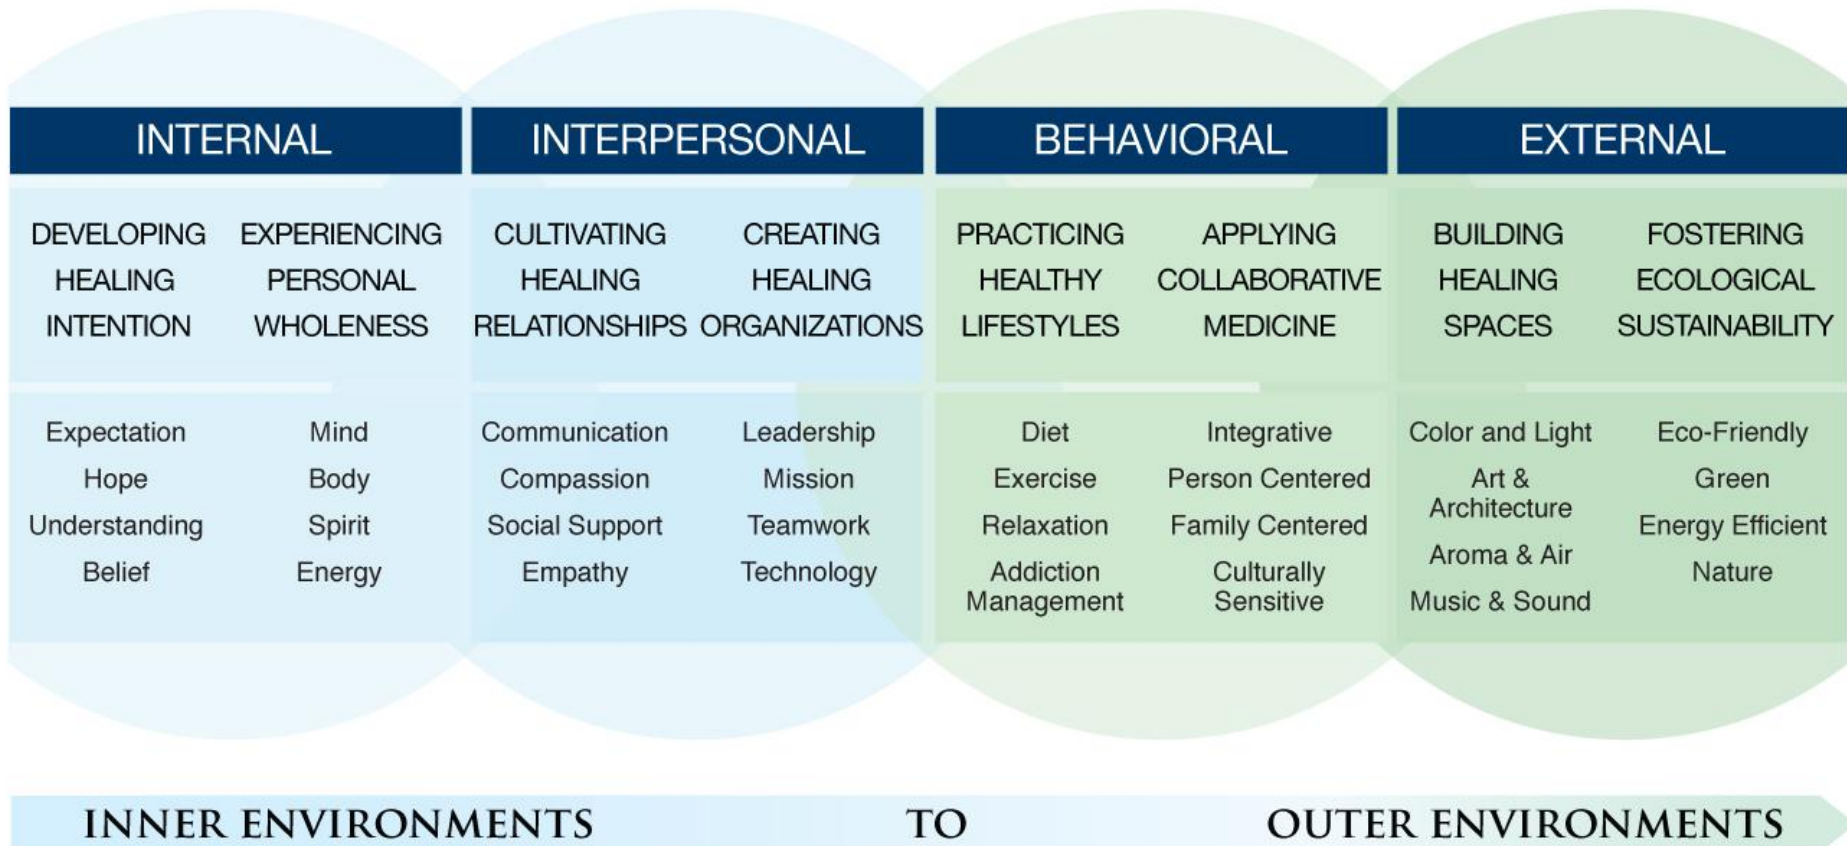 INTERNAL
INTERPERSONAL
BEHAVIORAL
EXTERNAL
DEVELOPING
HEALING
INTENTION
EXPERIENCING
PERSONAL
WHOLENESS
CULTIVATING
HEALING
RELATIONSHIPS
CREATING
HEALING
ORGANIZATIONS
PRACTICING
HEALTHY
LIFESTYLES
APPLYING
COLLABORATIVE
MEDICINE
BUILDING
HEALING
SPACES
FOSTERING
ECOLOGICAL
SUSTAINABILITY
Expectation
Hope
Understanding
Belief
Mind
Body
Spirit
Energy
Communication
Compassion
Social Support
Empathy
Leadership
Mission
Teamwork
Technology
Diet
Exercise
Relaxation
Addiction
Management
Integrative
Person Centered
Family Centered
Culturally
Sensitive
Color and Light
Art &
Architecture
Aroma & Air
Music & Sound
Eco-Friendly
Green
Energy Efficient
Nature
INNER ENVIRONMENTS TO OUTER ENVIRONMENTS